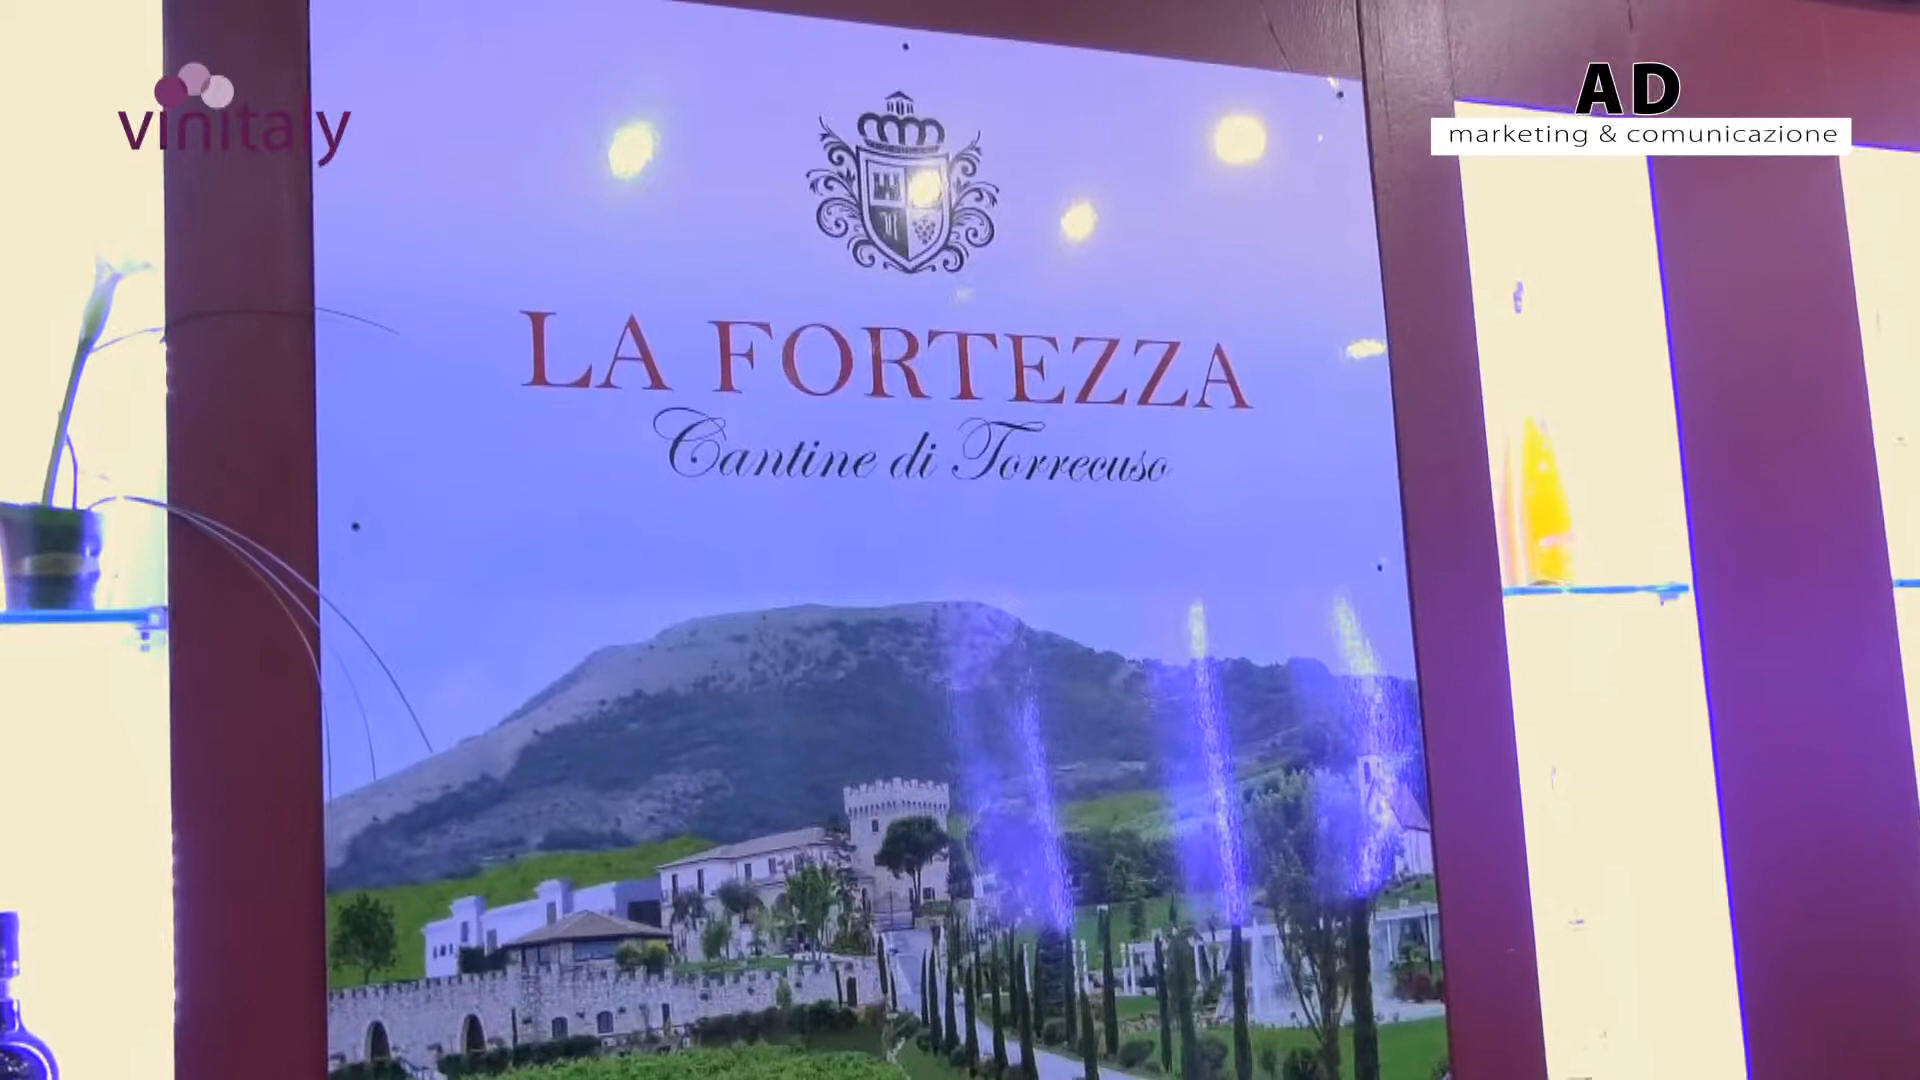 vinitaly
AD
marketing & comunicazione
LA FORTEZZA
Cantine di Torrecuso